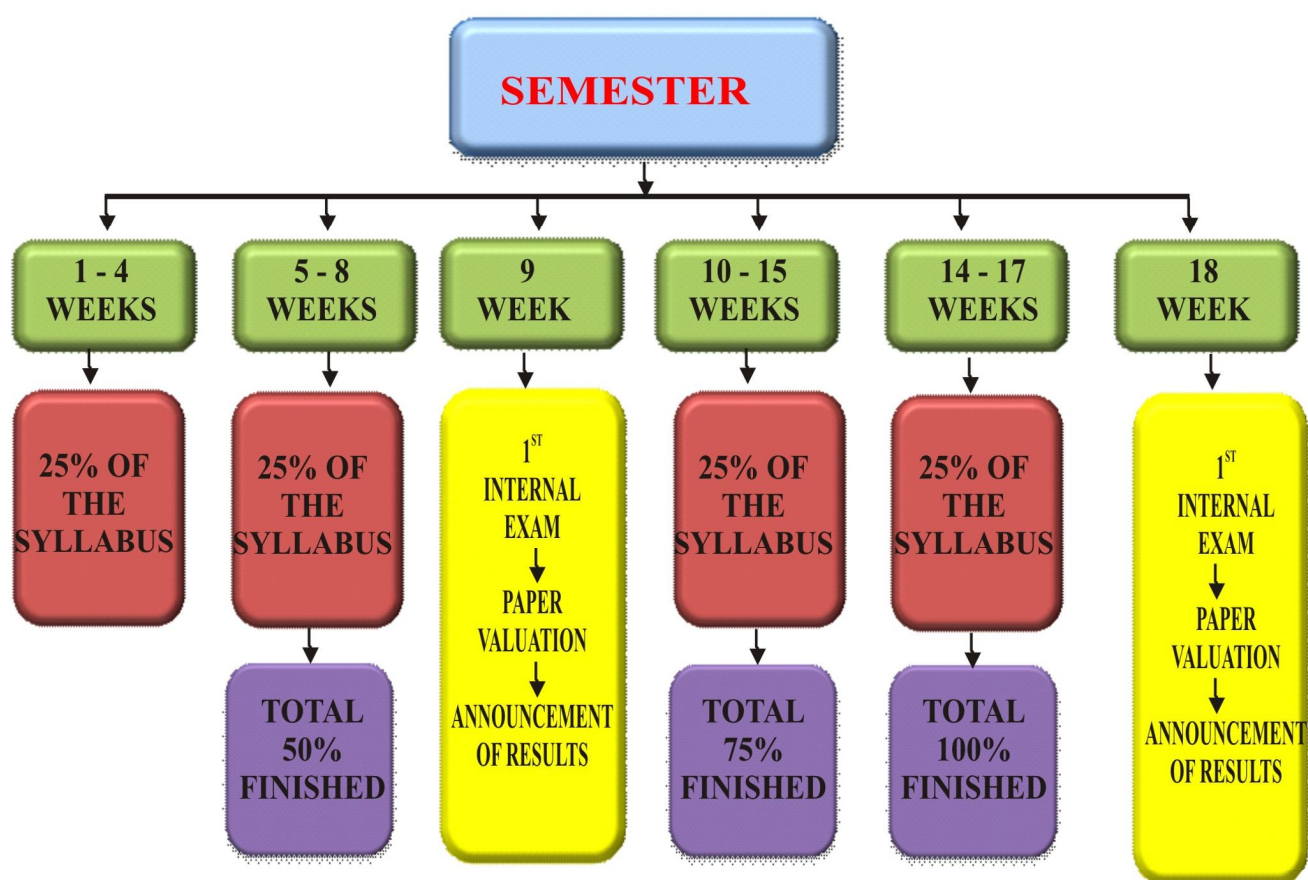 SEMESTER
1 - 4
WEEKS
5 - 8
WEEKS
9
WEEK
10 - 15
WEEKS
14 - 17
WEEKS
18
WEEK
25% OF
THE
SYLLABUS
25% OF
THE
SYLLABUS
1ST
INTERNAL
EXAM
PAPER
VALUATION
ANNOUNCEMENT
OF RESULTS
25% OF
THE
SYLLABUS
25% OF
THE
SYLLABUS
1ST
INTERNAL
EXAM
PAPER
VALUATION
ANNOUNCEMENT
OF RESULTS
TOTAL
50%
FINISHED
TOTAL
75%
FINISHED
TOTAL
100%
FINISHED